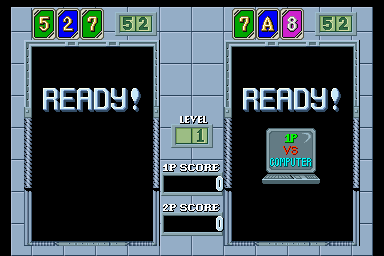 5 2 7 52 7 A 8 52
READY! READY!
LEVEL
1
1P
VS
COMPUTER
1P SCORE
0
2P SCORE
0